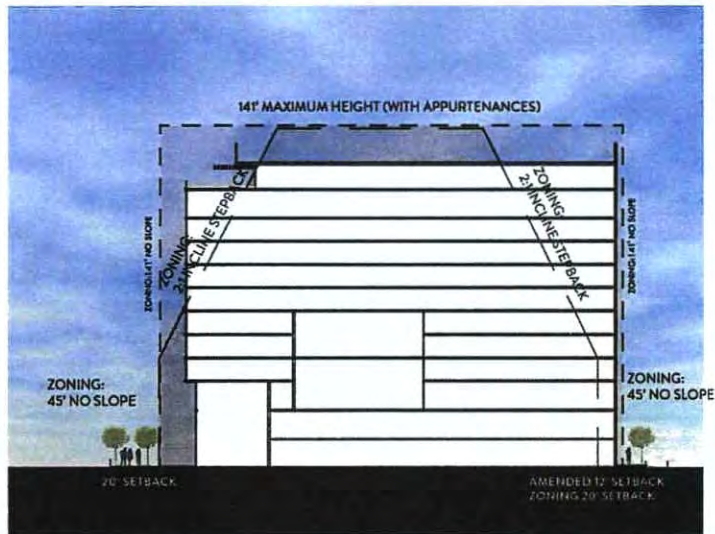 141' MAXIMUM HEIGHT (WITH APPURTENANCES)
ZONING:
2:1 INCLINE STEPBACK
ZONING:
2:1 INCLINE STEPBACK
ZONING: 141' NO SLOPE
ZONING: 141' NO SLOPE
ZONING:
45' NO SLOPE
ZONING:
45' NO SLOPE
20' SETBACK
AMENDED 12' SETBACK
ZONING 20' SETBACK